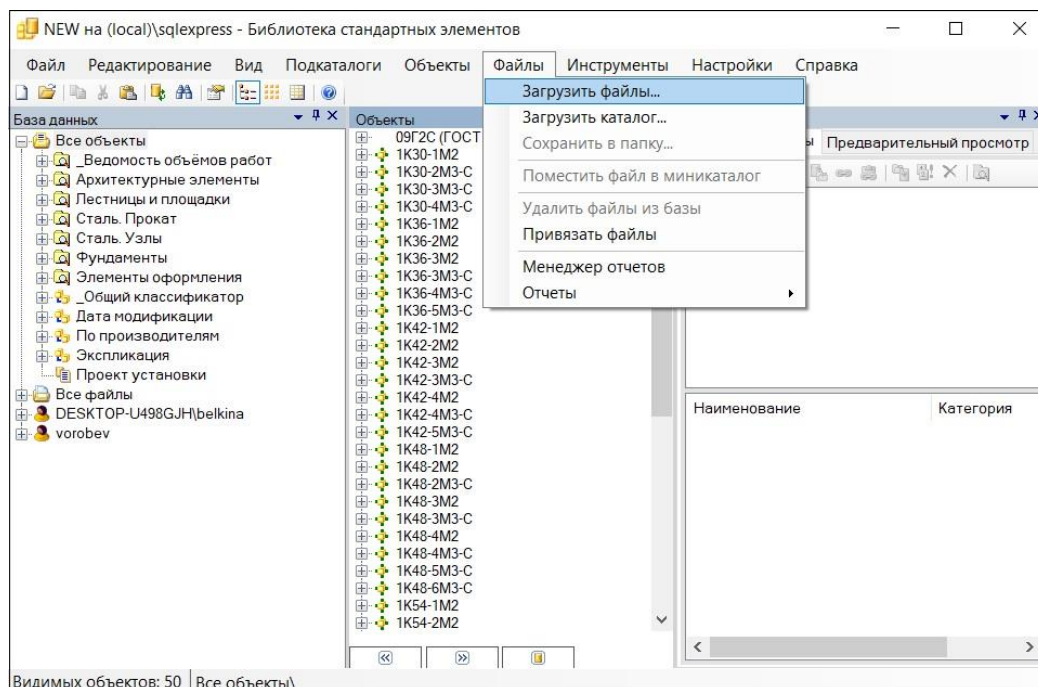 NEW на (local)\sqlexpress - Библиотека стандартных элементов
Файл Редактирование Вид Подкаталоги Объекты Файлы Инструменты Настройки Справка
База данных
Все объекты
_Ведомость объёмов работ
Архитектурные элементы
Лестницы и площадки
Сталь. Прокат
Сталь. Узлы
Фундаменты
Элементы оформления
_Общий классификатор
Дата модификации
По производителям
Экспликация
Проект установки
Все файлы
DESKTOP-U498GJH\belkina
vorobev
Объекты
09Г2С (ГОСТ
1К30-1М2
1К30-2М3-С
1К30-3М3-С
1К30-4М3-С
1К36-1М2
1К36-2М2
1К36-3М2
1К36-3М3-С
1К36-4М3-С
1К36-5М3-С
1К42-1М2
1К42-2М2
1К42-3М2
1К42-3М3-С
1К42-4М2
1К42-4М3-С
1К42-5М3-С
1К48-1М2
1К48-2М2
1К48-2М3-С
1К48-3М2
1К48-3М3-С
1К48-4М2
1К48-4М3-С
1К48-5М3-С
1К48-6М3-С
1К54-1М2
1К54-2М2
Загрузить файлы...
Загрузить каталог...
Сохранить в папку...
Поместить файл в миникаталог
Удалить файлы из базы
Привязать файлы
Менеджер отчетов
Отчеты
ы Предварительный просмотр
Наименование Категория
Видимых объектов: 50 Все объекты\